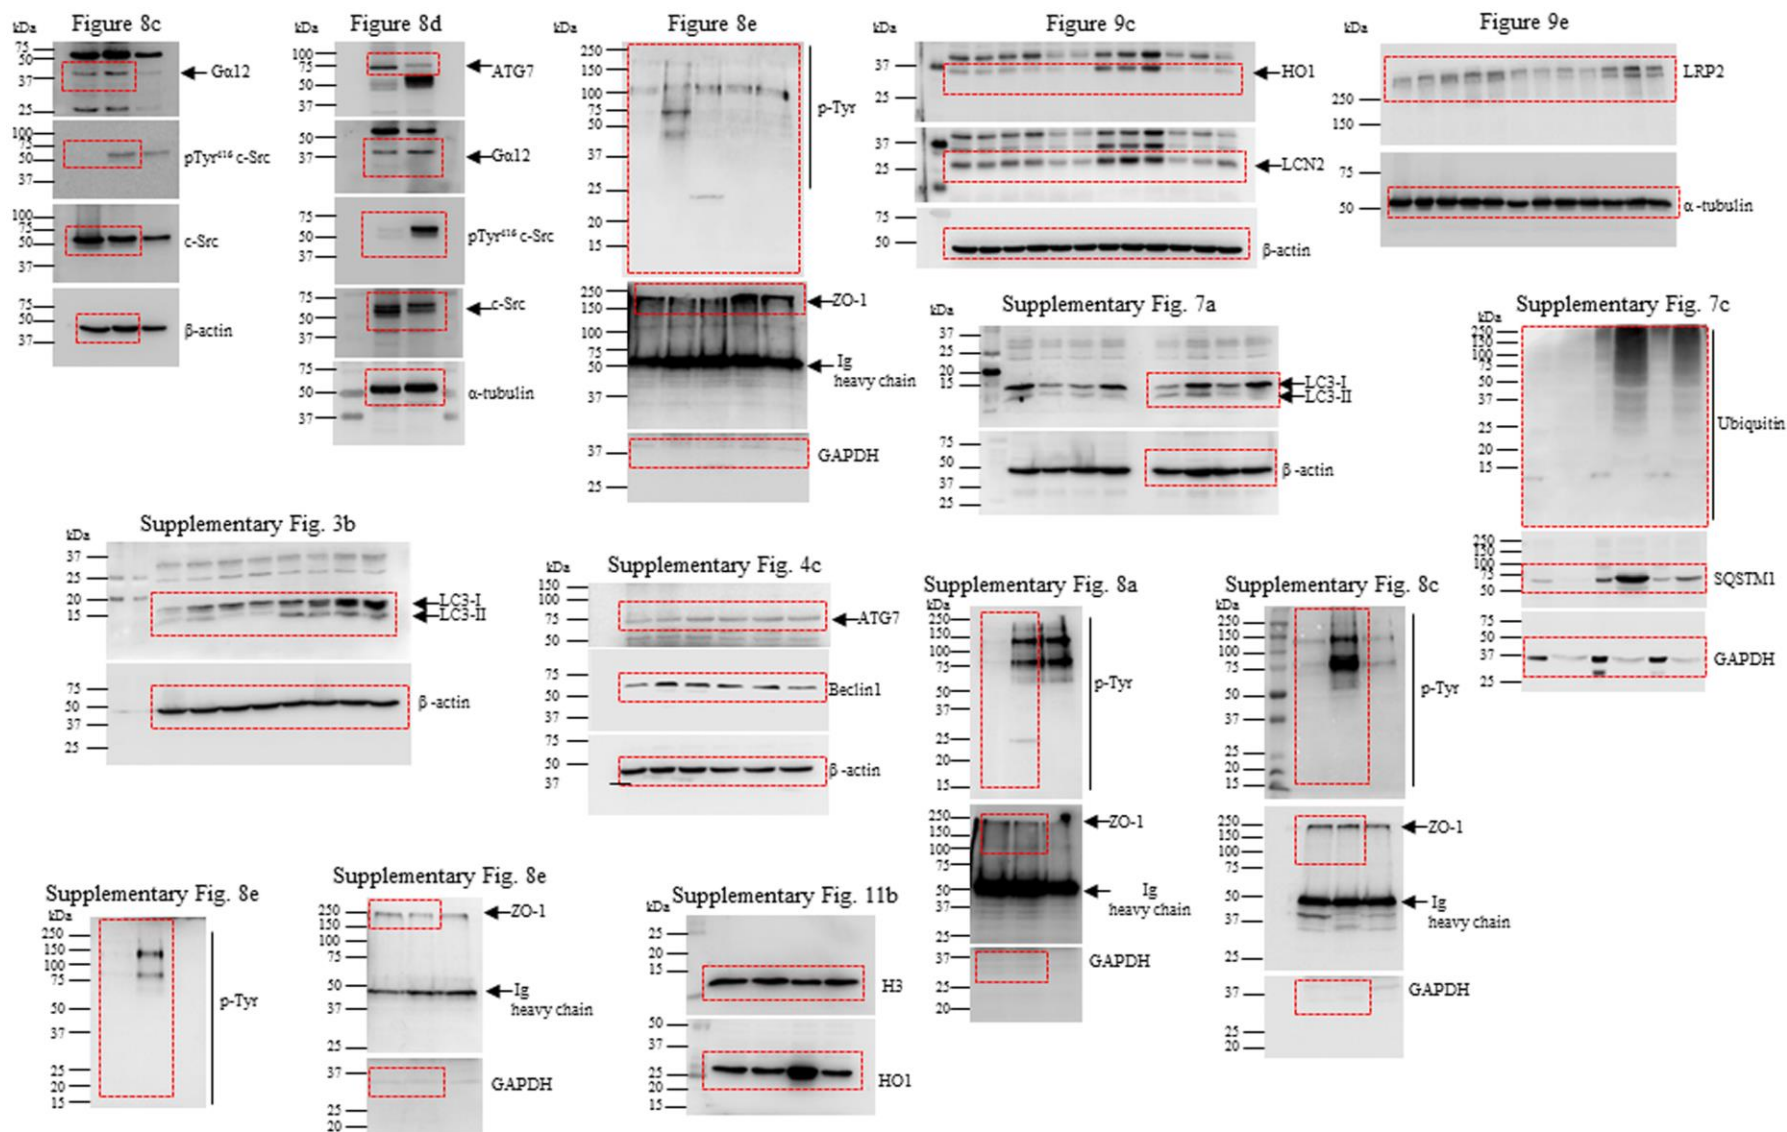 Figure 8c
kDa
75
50
37
25
Gα12
100
75
50
37
pTyr⁴¹⁶ c-Src
100
75
50
37
c-Src
75
50
37
β-actin
Figure 8d
kDa
100
75
50
37
ATG7
50
37
Gα12
75
50
37
pTyr⁴¹⁶ c-Src
75
50
37
c-Src
75
50
37
α-tubulin
Figure 8e
kDa
250
150
100
75
50
37
25
20
15
p-Tyr
250
150
100
75
50
37
ZO-1
Ig
heavy chain
37
25
GAPDH
Figure 9c
kDa
37
25
HO1
37
25
LCN2
75
50
β-actin
Figure 9e
kDa
250
150
LRP2
75
50
α-tubulin
Supplementary Fig. 7a
kDa
37
25
20
15
LC3-I
LC3-II
75
50
37
25
β-actin
Supplementary Fig. 7c
kDa
250
150
100
75
50
37
25
20
15
Ubiquitin
250
150
100
75
50
SQSTM1
75
50
37
25
GAPDH
Supplementary Fig. 3b
kDa
37
25
20
15
LC3-I
LC3-II
75
50
37
25
β-actin
Supplementary Fig. 4c
kDa
150
100
75
50
ATG7
75
50
37
Beclin1
75
50
37
β-actin
Supplementary Fig. 8a
kDa
250
150
100
75
50
37
25
20
15
p-Tyr
250
150
100
75
50
37
25
ZO-1
Ig
heavy chain
37
25
20
GAPDH
Supplementary Fig. 8c
kDa
250
150
100
75
50
37
25
20
15
p-Tyr
250
150
100
75
50
37
25
ZO-1
Ig
heavy chain
37
25
20
GAPDH
Supplementary Fig. 8e
kDa
250
150
100
75
50
37
25
20
15
p-Tyr
Supplementary Fig. 8e
kDa
250
150
100
75
50
37
25
ZO-1
Ig
heavy chain
37
25
20
GAPDH
Supplementary Fig. 11b
kDa
25
20
15
H3
50
37
25
20
15
HO1